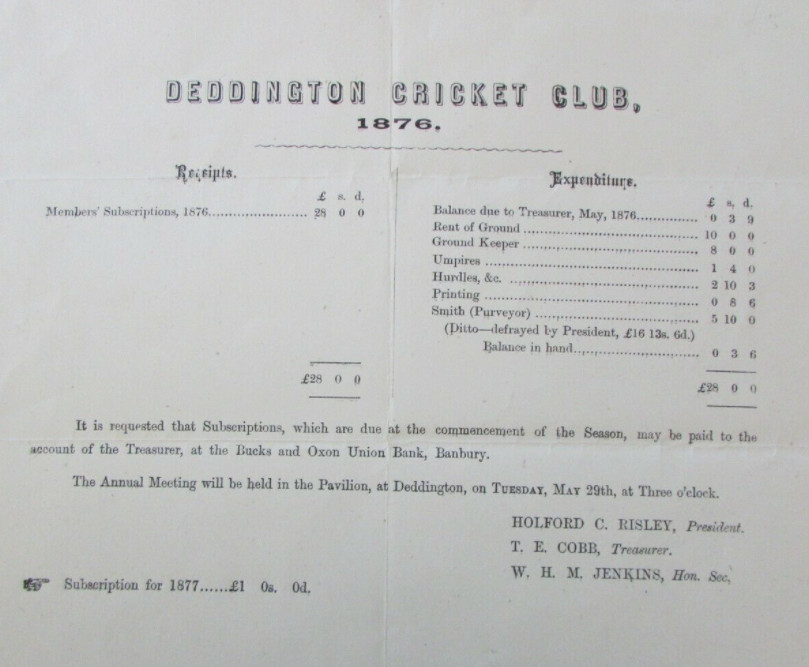 DEDDINGTON CRICKET CLUB,
1876.
Receipts.
£ s. d.
Members' Subscriptions, 1876 28 0 0
£28 0 0
Expenditure.
£ s. d.
Balance due to Treasurer, May, 1876 0 3 9
Rent of Ground 10 0 0
Ground Keeper 8 0 0
Umpires 1 4 0
Hurdles, &c. 2 10 3
Printing 0 8 6
Smith (Purveyor) 5 10 0
(Ditto—defrayed by President, £16 13s. 6d.)
Balance in hand 0 3 6
£28 0 0
It is requested that Subscriptions, which are due at the commencement of the Season, may be paid to the
account of the Treasurer, at the Bucks and Oxon Union Bank, Banbury.
The Annual Meeting will be held in the Pavilion, at Deddington, on TUESDAY, MAY 29th, at Three o'clock.
HOLFORD C. RISLEY, President.
T. E. COBB, Treasurer.
W. H. M. JENKINS, Hon. Sec.
Subscription for 1877......£1 0s. 0d.